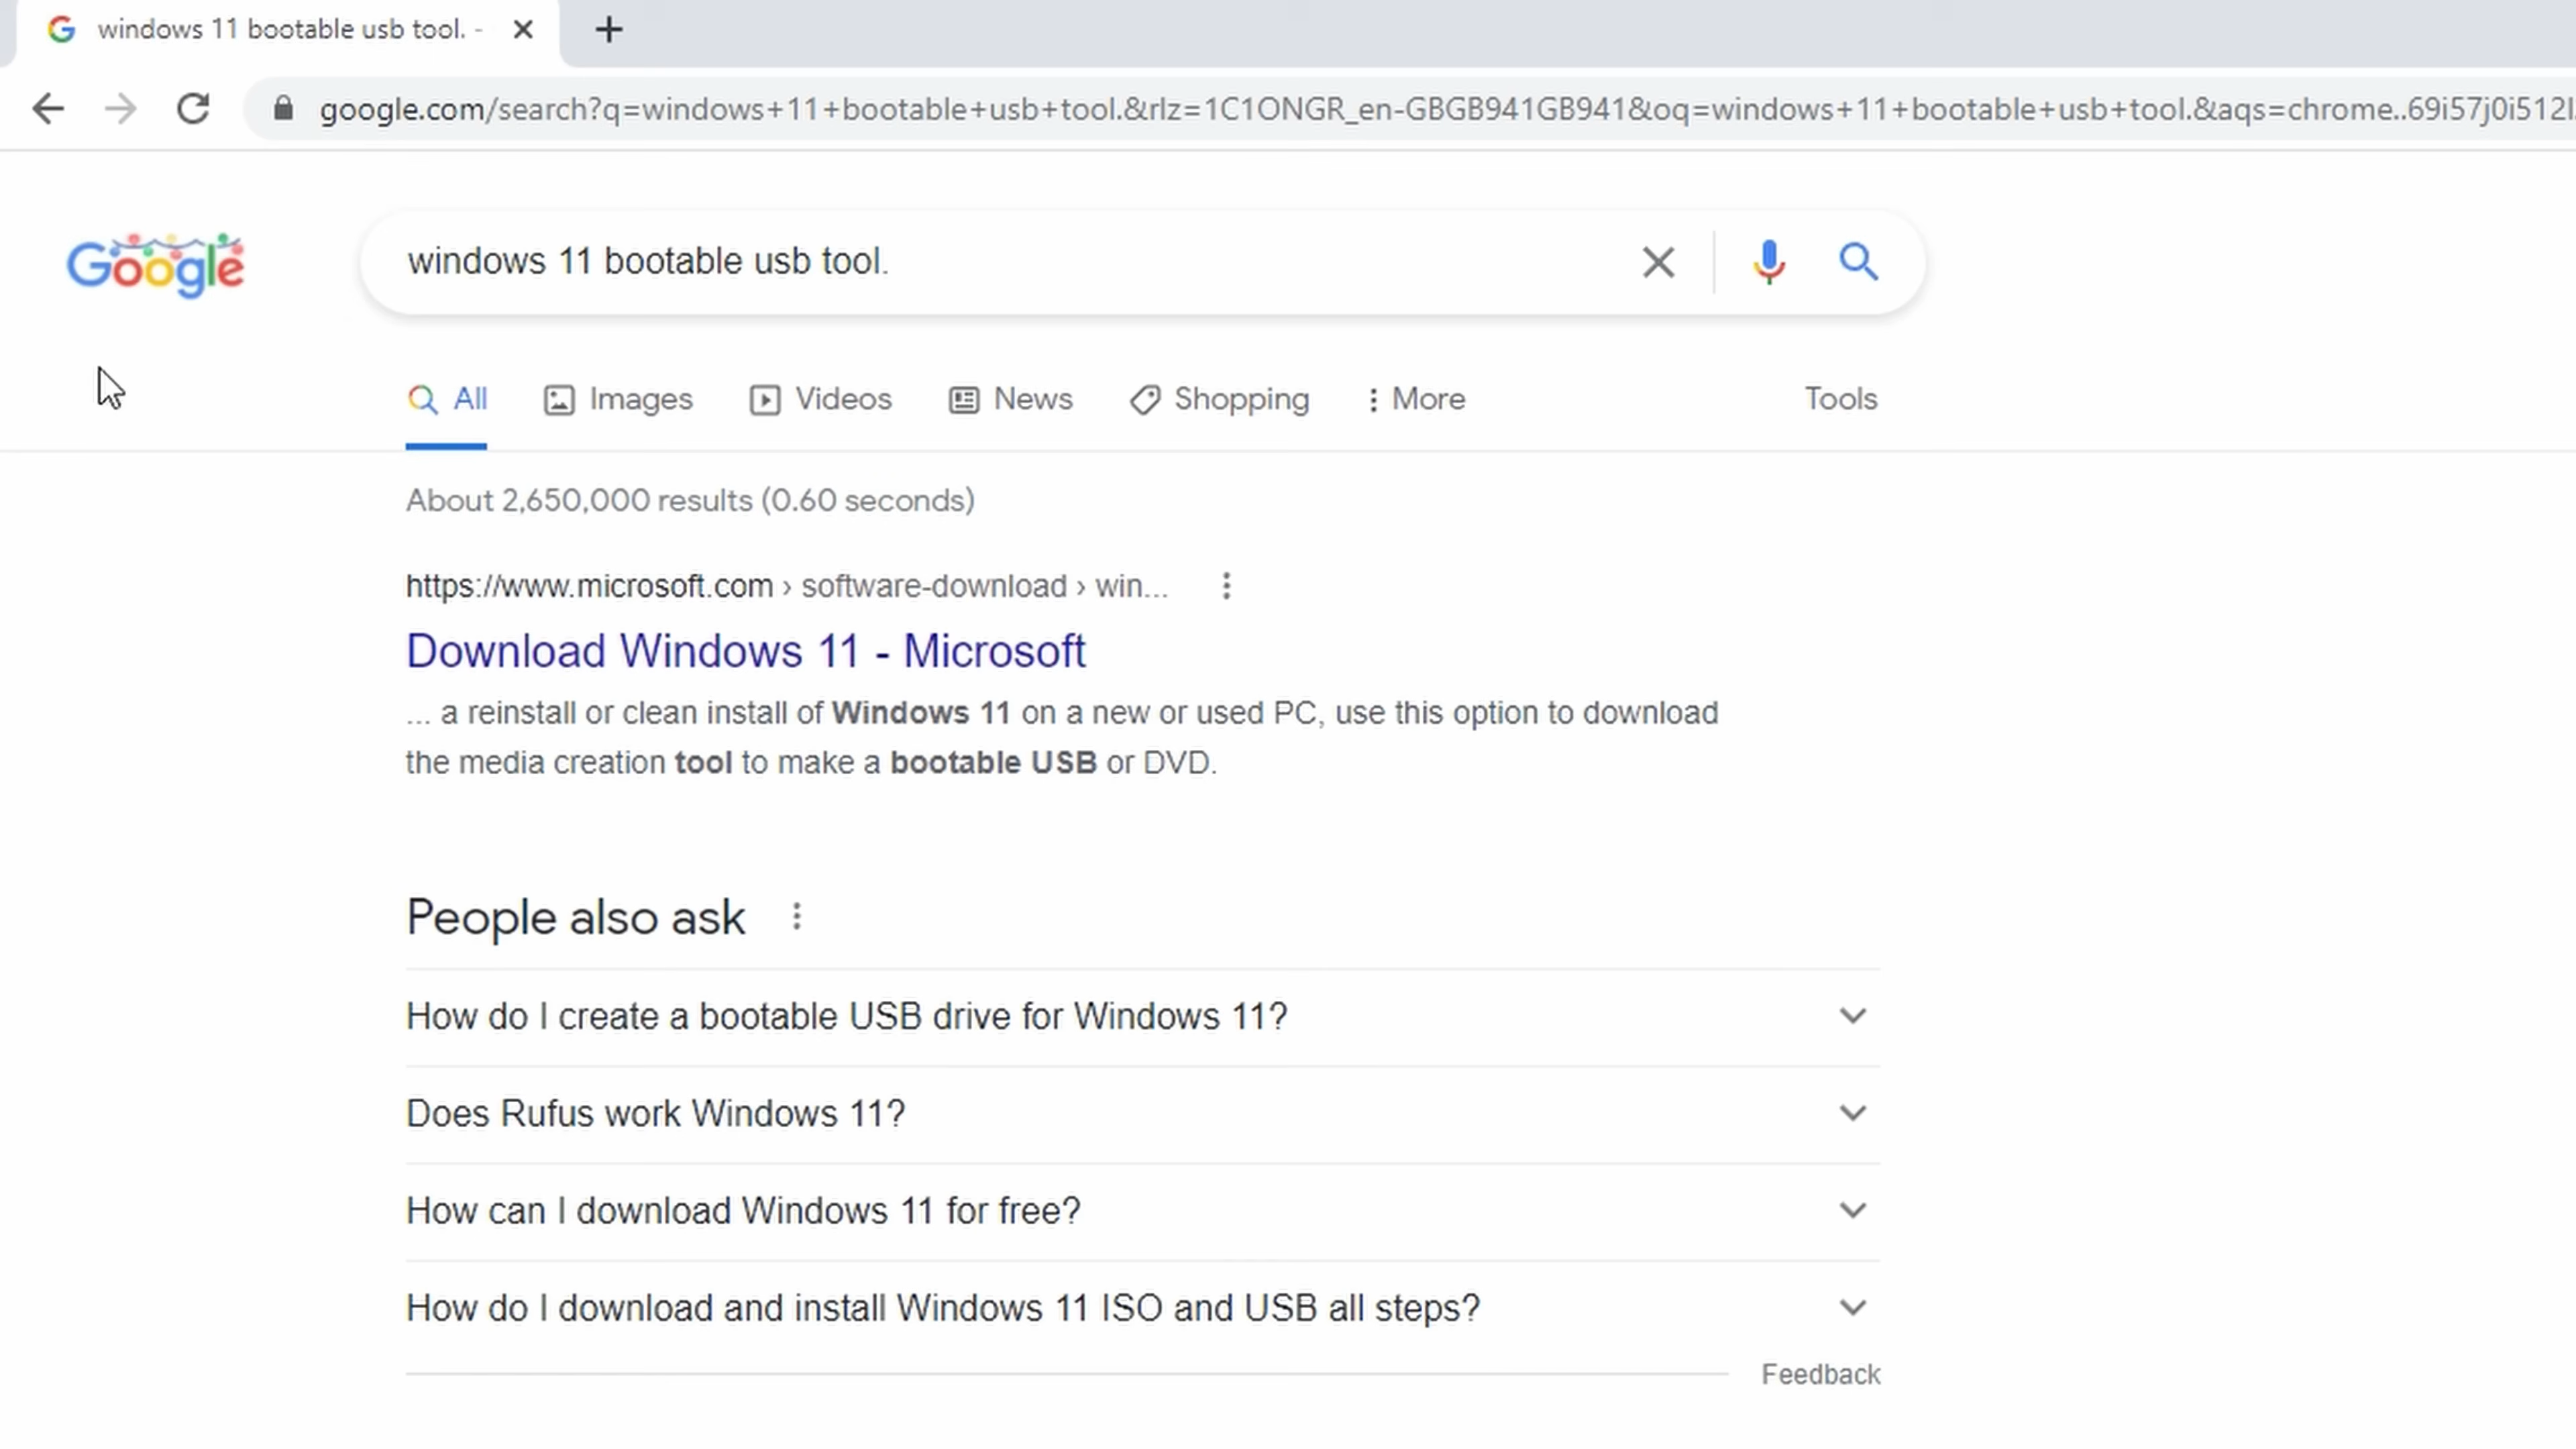 windows 11 bootable usb tool. -
google.com/search?q=windows+11+bootable+usb+tool.&rlz=1C1ONGR_en-GBGB941GB941&oq=windows+11+bootable+usb+tool.&aqs=chrome..69i57j0i512l
Google
windows 11 bootable usb tool.
All Images Videos News Shopping More Tools
About 2,650,000 results (0.60 seconds)
https://www.microsoft.com › software-download › win...
Download Windows 11 - Microsoft
... a reinstall or clean install of Windows 11 on a new or used PC, use this option to download
the media creation tool to make a bootable USB or DVD.
People also ask
How do I create a bootable USB drive for Windows 11?
Does Rufus work Windows 11?
How can I download Windows 11 for free?
How do I download and install Windows 11 ISO and USB all steps?
Feedback